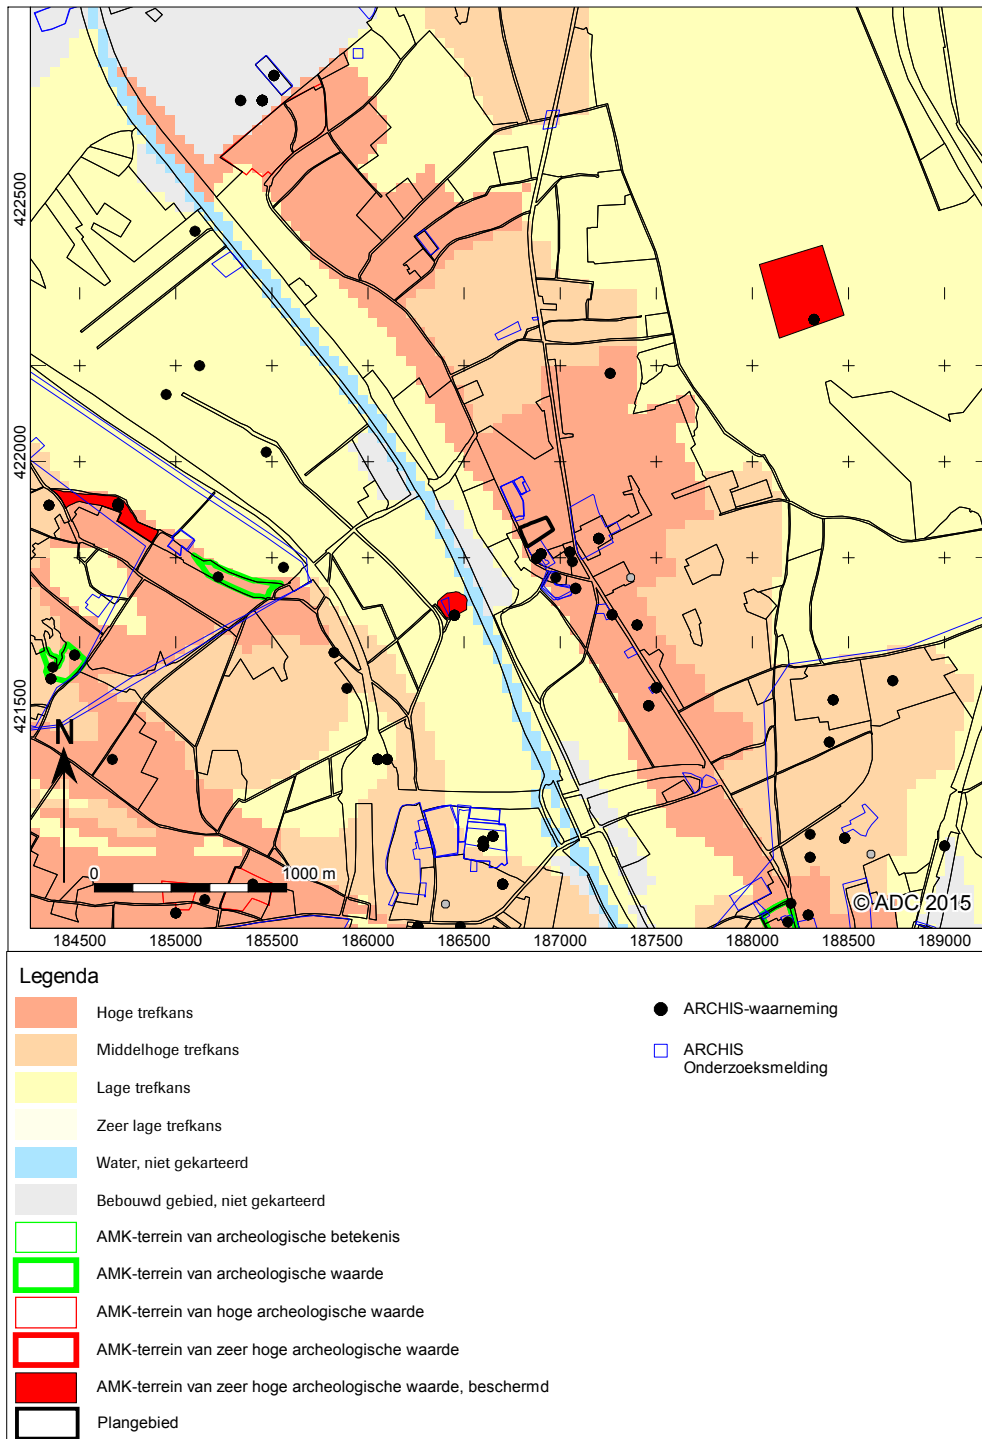 422500
422000
421500
N
0 1000 m
© ADC 2015
184500 185000 185500 186000 186500 187000 187500 188000 188500 189000
Legenda
Hoge trefkans
Middelhoge trefkans
Lage trefkans
Zeer lage trefkans
Water, niet gekarteerd
Bebouwd gebied, niet gekarteerd
AMK-terrein van archeologische betekenis
AMK-terrein van archeologische waarde
AMK-terrein van hoge archeologische waarde
AMK-terrein van zeer hoge archeologische waarde
AMK-terrein van zeer hoge archeologische waarde, beschermd
Plangebied
ARCHIS-waarneming
ARCHIS
Onderzoeksmelding